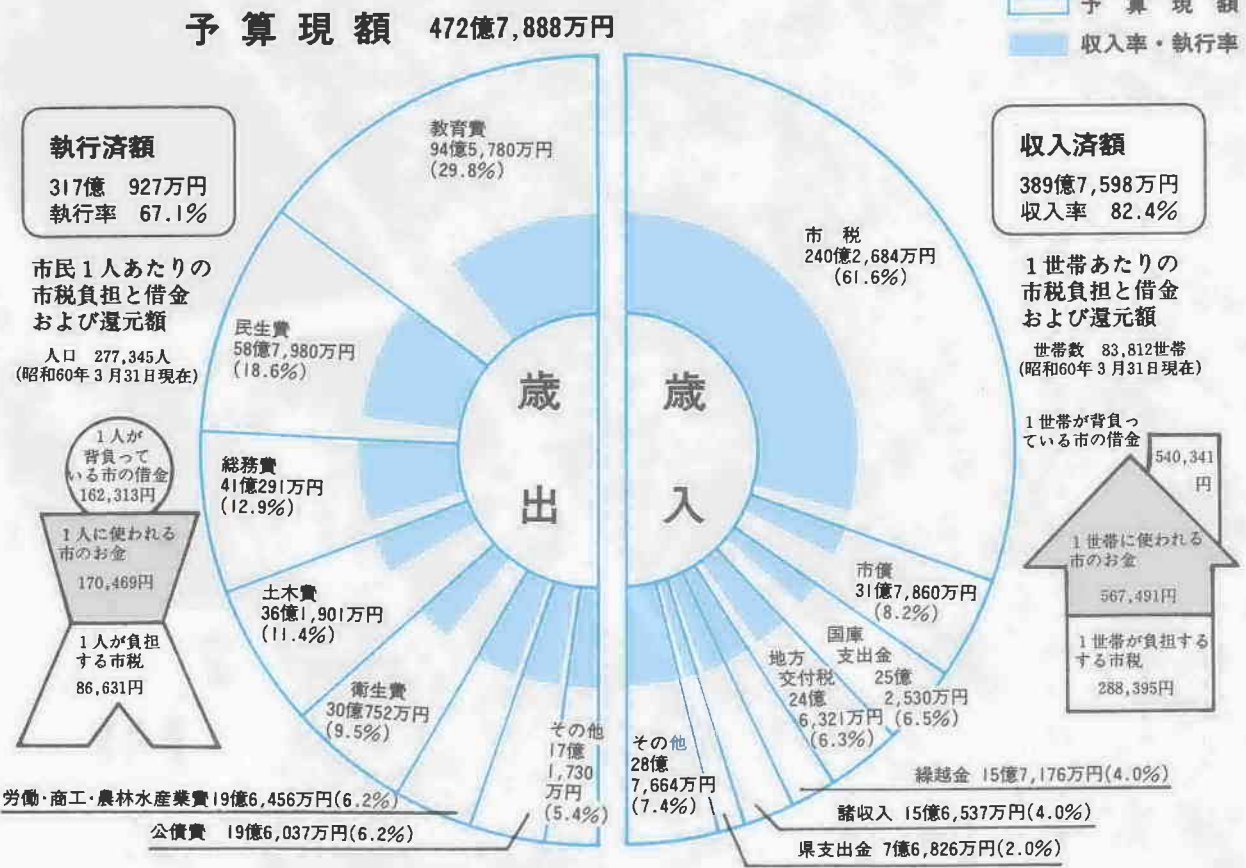 予算現額 472億7,888万円
予算現額
収入率・執行率
執行済額
317億 927万円
執行率 67.1%
市民1人あたりの
市税負担と借金
および還元額
人口 277,345人
(昭和60年3月31日現在)
1人が
背負って
いる市の借金
162,313円
1人に使われる
市のお金
170,469円
1人が負担
する市税
86,631円
歳出
教育費
94億5,780万円
(29.8%)
民生費
58億7,980万円
(18.6%)
総務費
41億291万円
(12.9%)
土木費
36億1,901万円
(11.4%)
衛生費
30億752万円
(9.5%)
労働・商工・農林水産業費19億6,456万円(6.2%)
公債費 19億6,037万円(6.2%)
その他
17億
1,730
万円
(5.4%)
歳入
市税
240億2,684万円
(61.6%)
市債
31億7,860万円
(8.2%)
国庫
支出金
25億
2,530万円
(6.5%)
地方
交付税
24億
6,321万円
(6.3%)
繰越金 15億7,176万円(4.0%)
諸収入 15億6,537万円(4.0%)
県支出金 7億6,826万円(2.0%)
その他
28億
7,664万円
(7.4%)
収入済額
389億7,598万円
収入率 82.4%
1世帯あたりの
市税負担と借金
および還元額
世帯数 83,812世帯
(昭和60年3月31日現在)
1世帯が背負っ
ている市の借金
540,341
円
1世帯に使われる
市のお金
567,491円
1世帯が負担する
する市税
288,395円